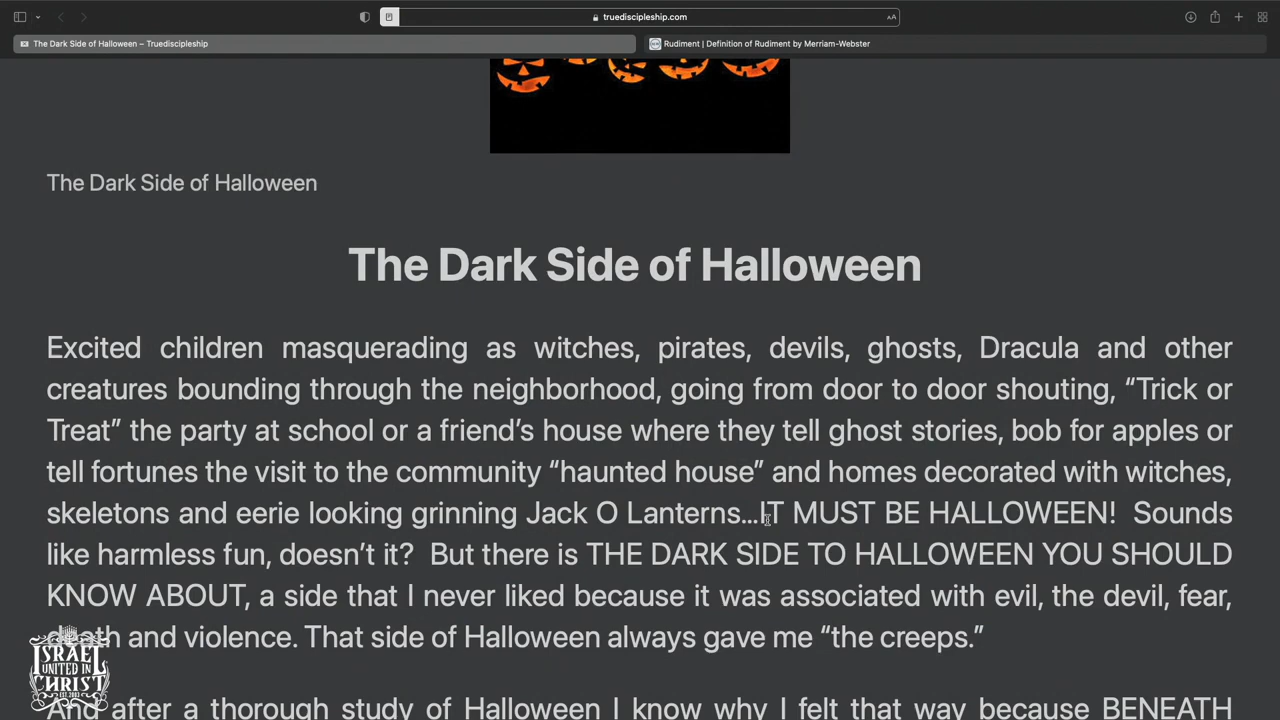 truediscipleship.com
The Dark Side of Halloween – Truediscipleship
Rudiment | Definition of Rudiment by Merriam-Webster
The Dark Side of Halloween
The Dark Side of Halloween
Excited children masquerading as witches, pirates, devils, ghosts, Dracula and other
creatures bounding through the neighborhood, going from door to door shouting, “Trick or
Treat” the party at school or a friend’s house where they tell ghost stories, bob for apples or
tell fortunes the visit to the community “haunted house” and homes decorated with witches,
skeletons and eerie looking grinning Jack O Lanterns…IT MUST BE HALLOWEEN!  Sounds
like harmless fun, doesn’t it?  But there is THE DARK SIDE TO HALLOWEEN YOU SHOULD
KNOW ABOUT, a side that I never liked because it was associated with evil, the devil, fear,
death and violence. That side of Halloween always gave me “the creeps.”
And after a thorough study of Halloween I know why I felt that way because BENEATH
ISRAEL
UNITED IN
CHRIST
EST.2003